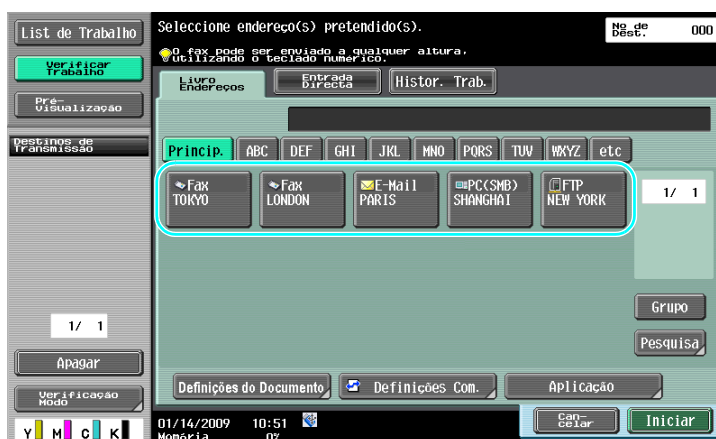 List de Trabalho
Verificar
Trabalho
Pré-
Visualização
Destinos de
Transmissão
1/ 1
Apagar
Verificação
Modo
Y M C K
Seleccione endereço(s) pretendido(s).
Nº de
Dest.
000
O fax pode ser enviado a qualquer altura,
utilizando o teclado numérico.
Livro
Endereços
Entrada
Directa
Histor. Trab.
Princip. ABC DEF GHI JKL MNO PQRS TUV WXYZ etc
Fax
TOKYO
Fax
LONDON
E-Mail
PARIS
PC(SMB)
SHANGHAI
FTP
NEW YORK
1/ 1
Grupo
Pesquisa
Definições do Documento
Definições Com.
Aplicação
01/14/2009 10:51
Memória 0%
Can-
celar
Iniciar